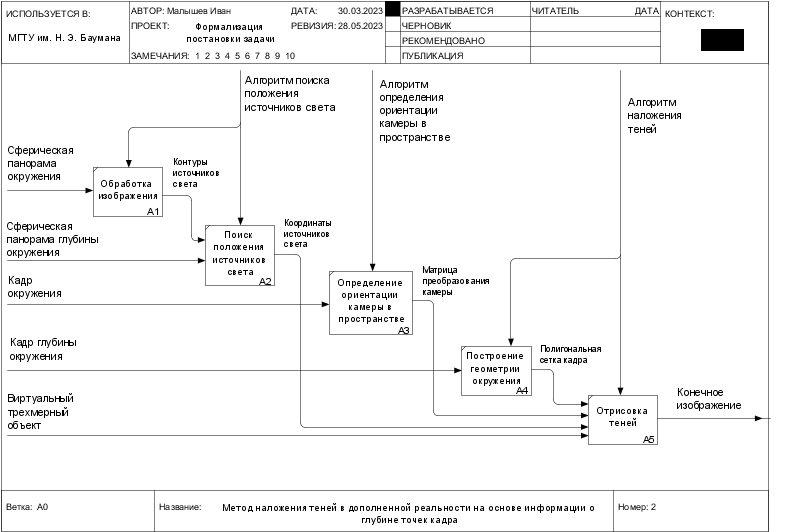 ИСПОЛЬЗУЕТСЯ В:
МГТУ им. Н. Э. Баумана
АВТОР: Малышев Иван
ДАТА: 30.03.2023
ПРОЕКТ: Формализация
постановки задачи
РЕВИЗИЯ: 28.05.2023
ЗАМЕЧАНИЯ: 1 2 3 4 5 6 7 8 9 10
РАЗРАБАТЫВАЕТСЯ
ЧЕРНОВИК
РЕКОМЕНДОВАНО
ПУБЛИКАЦИЯ
ЧИТАТЕЛЬ
ДАТА
КОНТЕКСТ:
Алгоритм поиска
положения
источников света
Алгоритм
определения
ориентации
камеры в
пространстве
Алгоритм
наложения
теней
Сферическая
панорама
окружения
Обработка
изображения
A1
Контуры
источников
света
Сферическая
панорама глубины
окружения
Поиск
положения
источников
света
A2
Координаты
источников
света
Кадр
окружения
Определение
ориентации
камеры в
пространстве
A3
Матрица
преобразования
камеры
Кадр глубины
окружения
Построение
геометрии
окружения
A4
Полигональная
сетка кадра
Виртуальный
трехмерный
объект
Отрисовка
теней
A5
Конечное
изображение
Ветка: A0
Название: Метод наложения теней в дополненной реальности на основе информации о
глубине точек кадра
Номер: 2